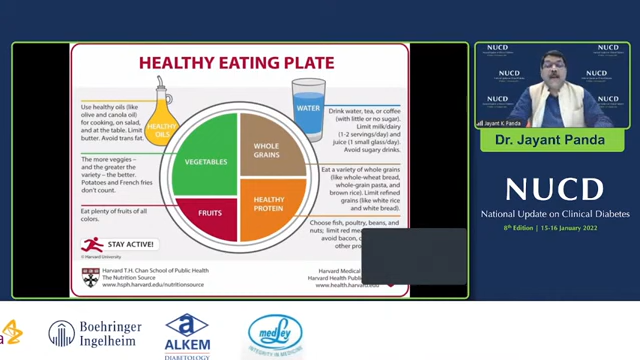 HEALTHY EATING PLATE
Use healthy oils (like
olive and canola oil)
for cooking, on salad,
and at the table. Limit
butter. Avoid trans fat.
HEALTHY
OILS
The more veggies -
and the greater the
variety - the better.
Potatoes and French fries
don't count.
Eat plenty of fruits of all
colors.
VEGETABLES
FRUITS
WHOLE
GRAINS
HEALTHY
PROTEIN
WATER
Drink water, tea, or coffee
(with little or no sugar).
Limit milk/dairy
(1-2 servings/day) and
juice (1 small glass/day).
Avoid sugary drinks.
Eat a variety of whole grains
(like whole-wheat bread,
whole-grain pasta, and
brown rice). Limit refined
grains (like white rice
and white bread).
Choose fish, poultry, beans, and
nuts; limit red
avoid bacon,
other
STAY ACTIVE!
© Harvard University
Harvard T.H. Chan School of Public Health
The Nutrition Source
www.hsph.harvard.edu/nutritionsource
Harvard Medical
Harvard Health
www.health.harvard.edu
NUCD
NUCD
NUCD
NUCD
NUCD
Jayant K. Panda
Dr. Jayant Panda
NUCD
National Update on Clinical Diabetes
8th Edition | 15-16 January 2022
Boehringer
Ingelheim
a
ALKEM
DIABETOLOGY
medley
INTEGRITY IN MEDICINE